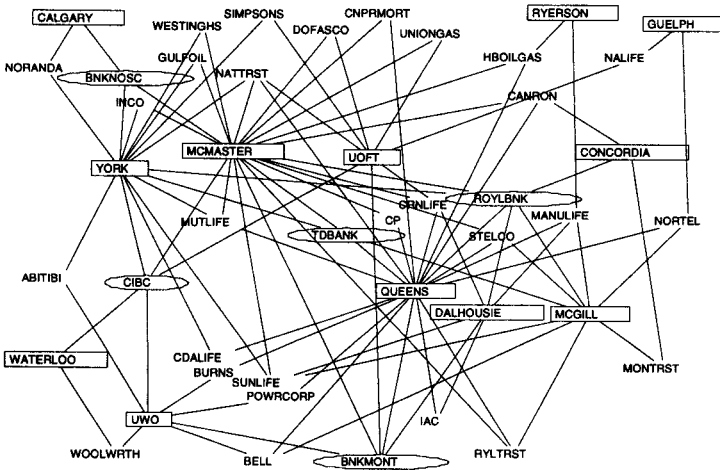 CALGARY
SIMPSONS
CNPRMORT
RYERSON
WESTINGHS
DOFASCO
GUELPH
UNIONGAS
GULFOIL
HBOILGAS
NALIFE
NORANDA
BNKNOSC
NATTRST
INCO
CANRON
MCMASTER
UOFT
CONCORDIA
YORK
ROYLBNK
CRNLIFE
MUTLIFE
CP
MANULIFE
NORTEL
TDBANK
STELCO
ABITIBI
CIBC
QUEENS
DALHOUSIE
MCGILL
WATERLOO
CDALIFE
BURNS
MONTRST
SUNLIFE
POWRCORP
UWO
IAC
WOOLWRTH
BELL
BNKMONT
RYLTRST